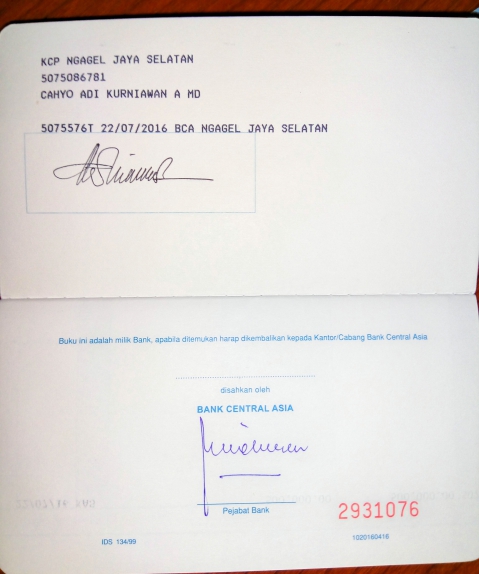 KCP NGAGEL JAYA SELATAN
5075086781
CAHYO ADI KURNIAWAN A MD
5075576T 22/07/2016 BCA NGAGEL JAYA SELATAN
Buku ini adalah milik Bank, apabila ditemukan harap dikembalikan kepada Kantor/Cabang Bank Central Asia
disahkan oleh
BANK CENTRAL ASIA
Pejabat Bank
2931076
IDS 134/99
1020160416